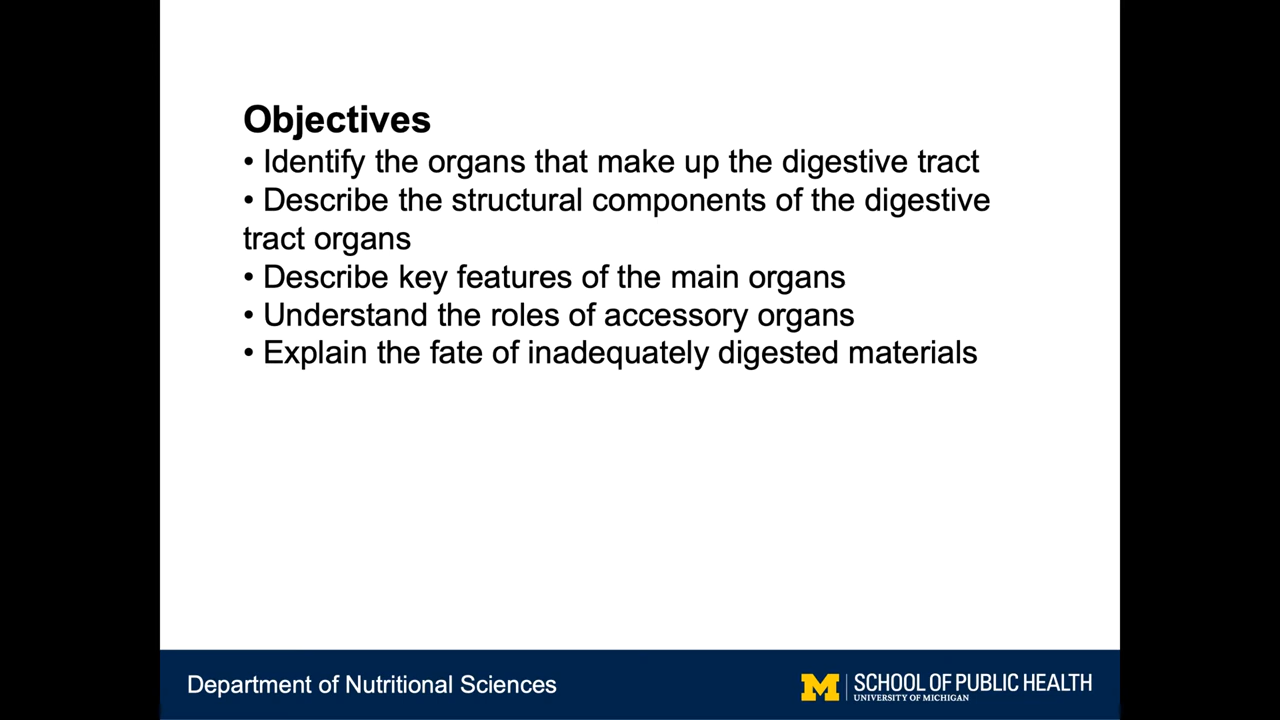 Objectives
• Identify the organs that make up the digestive tract
• Describe the structural components of the digestive
tract organs
• Describe key features of the main organs
• Understand the roles of accessory organs
• Explain the fate of inadequately digested materials
Department of Nutritional Sciences
M SCHOOL OF PUBLIC HEALTH
UNIVERSITY OF MICHIGAN